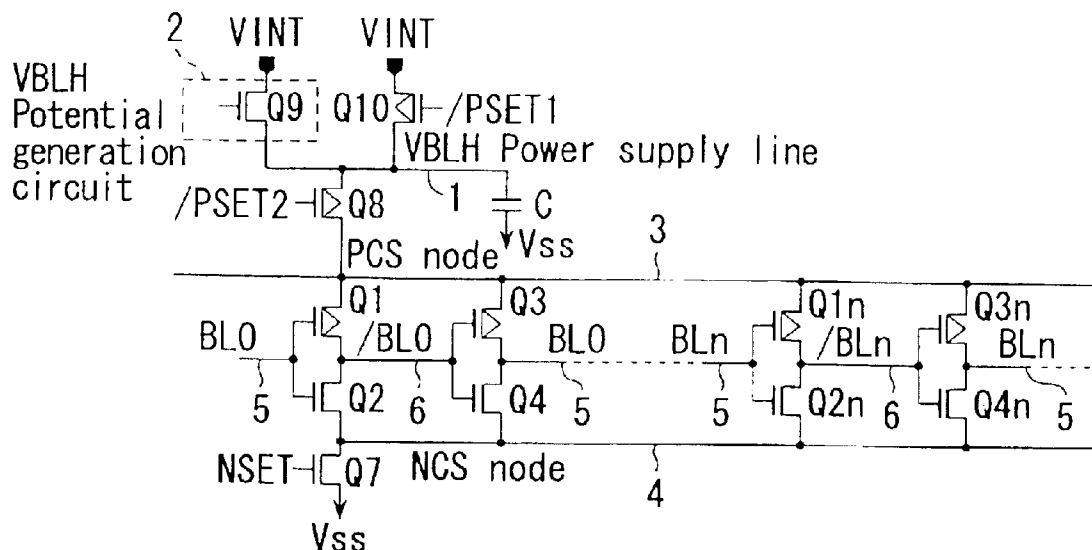 2
VINT VINT
VBLH
Potential
generation
circuit
Q9 Q10 /PSET1
VBLH Power supply line
/PSET2 Q8 1 C
Vss
PCS node 3
Q1 Q3 Q1n Q3n
BL0 /BL0 BL0 BLn /BLn BLn
5 Q2 6 Q4 5 5 Q2n 6 Q4n 5
NSET Q7 NCS node 4
Vss